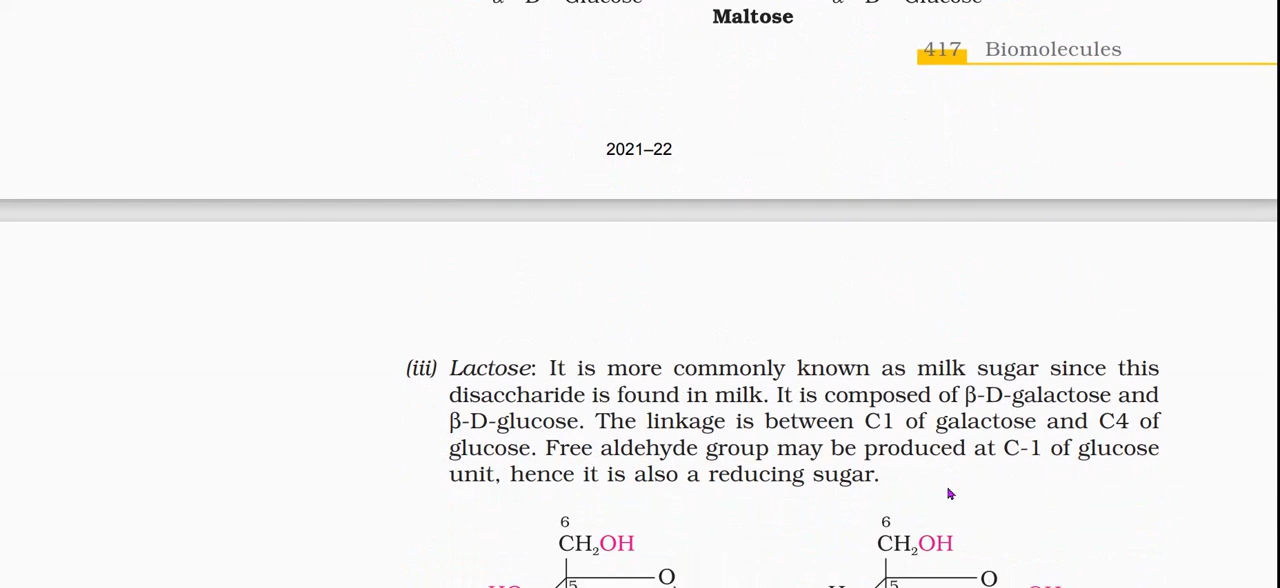 Maltose
417 Biomolecules
2021–22
(iii) Lactose: It is more commonly known as milk sugar since this
disaccharide is found in milk. It is composed of β-D-galactose and
β-D-glucose. The linkage is between C1 of galactose and C4 of
glucose. Free aldehyde group may be produced at C-1 of glucose
unit, hence it is also a reducing sugar.
6 6
CH₂OH CH₂OH
5 O 5 O